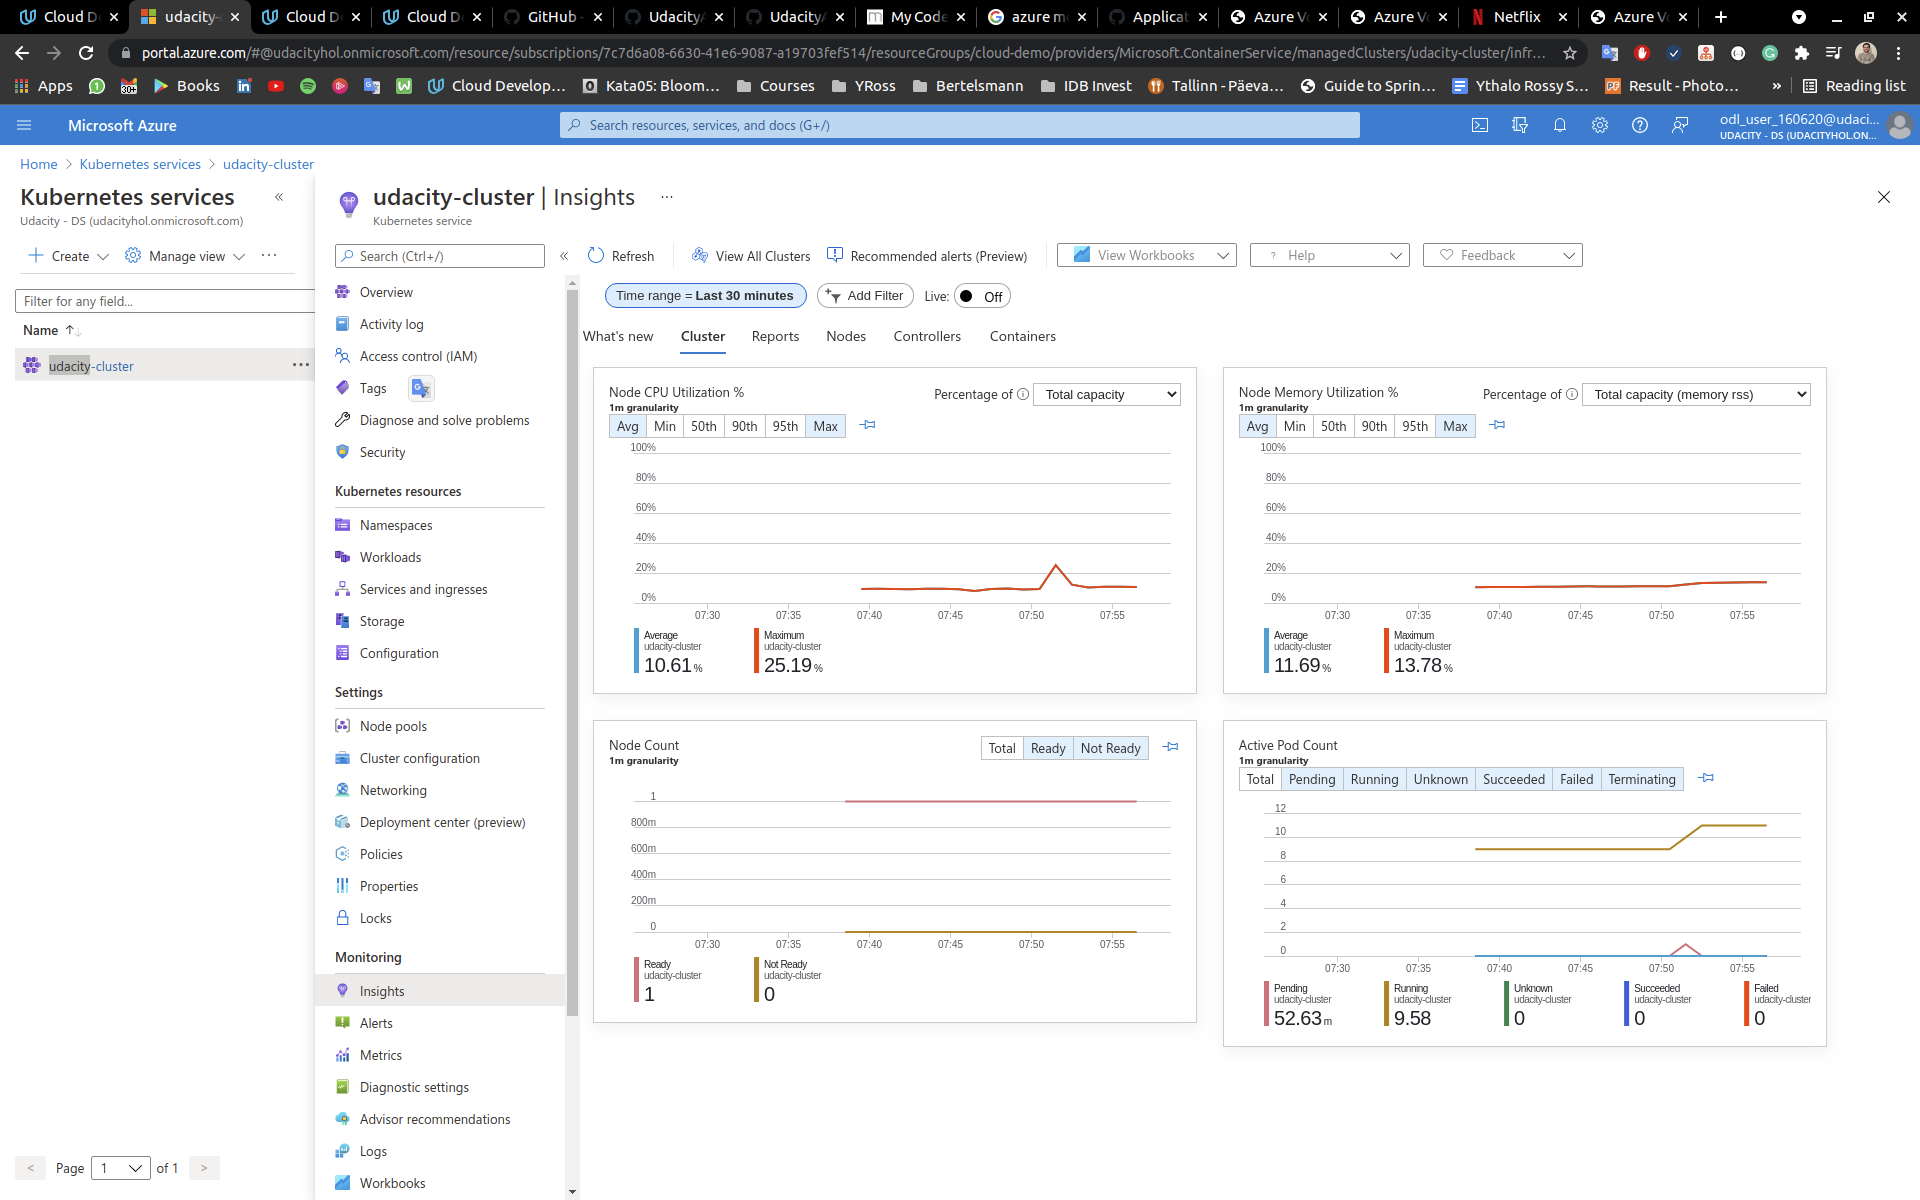 Cloud D
udacity-
Cloud D
Cloud D
GitHub -
Udacity
Udacity
My Code
azure m
Applicat
Azure Vo
Azure Vo
Netflix
Azure Vo
portal.azure.com/#@udacityhol.onmicrosoft.com/resource/subscriptions/7c7d6a08-6630-41e6-9087-a19703fef514/resourceGroups/cloud-demo/providers/Microsoft.ContainerService/managedClusters/udacity-cluster/infr...
Apps
30+
Books
Cloud Develop...
Kata05: Bloom...
Courses
YRoss
Bertelsmann
IDB Invest
Tallinn - Päeva...
Guide to Sprin...
Ythalo Rossy S...
Result - Photo...
»
Reading list
Microsoft Azure
Search resources, services, and docs (G+/)
odl_user_160620@udaci...
UDACITY - DS (UDACITYHOL.ON...
Home > Kubernetes services > udacity-cluster
Kubernetes services
«
Udacity - DS (udacityhol.onmicrosoft.com)
+ Create
Manage view
...
Filter for any field...
Name ↑↓
udacity-cluster
...
< Page 1 of 1 >
udacity-cluster | Insights
...
Kubernetes service
Search (Ctrl+/)
«
Overview
Activity log
Access control (IAM)
Tags
Diagnose and solve problems
Security
Kubernetes resources
Namespaces
Workloads
Services and ingresses
Storage
Configuration
Settings
Node pools
Cluster configuration
Networking
Deployment center (preview)
Policies
Properties
Locks
Monitoring
Insights
Alerts
Metrics
Diagnostic settings
Advisor recommendations
Logs
Workbooks
Refresh
View All Clusters
Recommended alerts (Preview)
View Workbooks
? Help
Feedback
Time range = Last 30 minutes
Add Filter
Live: Off
What's new
Cluster
Reports
Nodes
Controllers
Containers
Node CPU Utilization %
1m granularity
Percentage of
Total capacity
Avg Min 50th 90th 95th Max
100%
80%
60%
40%
20%
0%
07:30 07:35 07:40 07:45 07:50 07:55
Average
udacity-cluster
10.61 %
Maximum
udacity-cluster
25.19 %
Node Memory Utilization %
1m granularity
Percentage of
Total capacity (memory rss)
Avg Min 50th 90th 95th Max
100%
80%
60%
40%
20%
0%
07:30 07:35 07:40 07:45 07:50 07:55
Average
udacity-cluster
11.69 %
Maximum
udacity-cluster
13.78 %
Node Count
1m granularity
Total Ready Not Ready
1
800m
600m
400m
200m
0
07:30 07:35 07:40 07:45 07:50 07:55
Ready
udacity-cluster
1
Not Ready
udacity-cluster
0
Active Pod Count
1m granularity
Total Pending Running Unknown Succeeded Failed Terminating
12
10
8
6
4
2
0
07:30 07:35 07:40 07:45 07:50 07:55
Pending
udacity-cluster
52.63 m
Running
udacity-cluster
9.58
Unknown
udacity-cluster
0
Succeeded
udacity-cluster
0
Failed
udacity-cluster
0